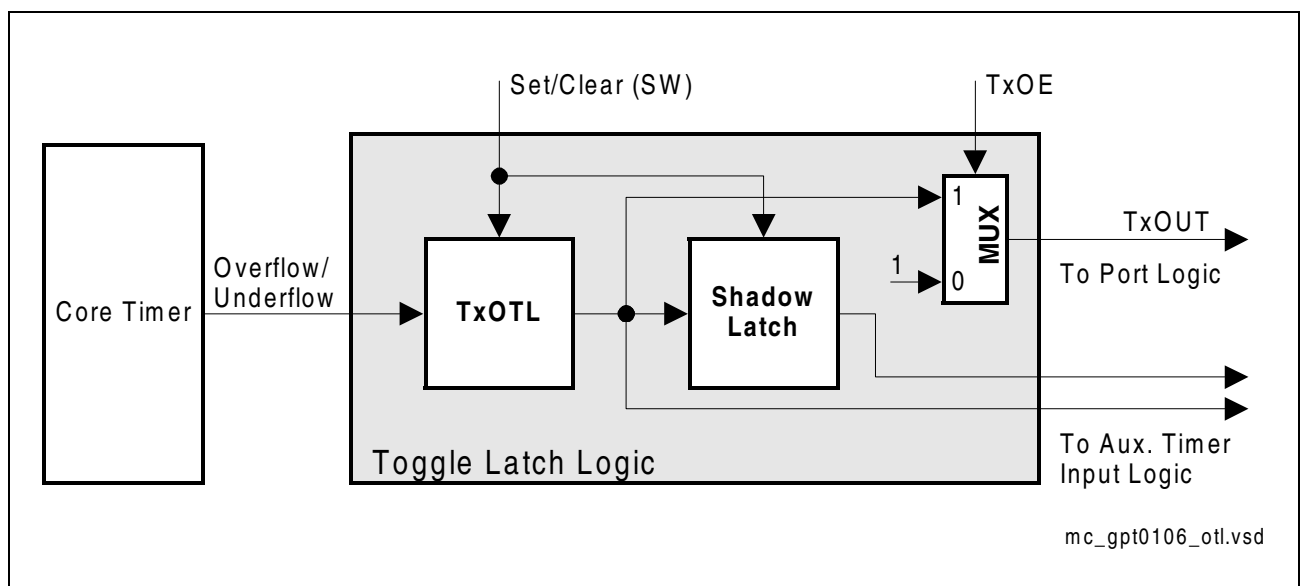 Set/Clear (SW)
TxOE
Core Timer
Overflow/
Underflow
TxOTL
Shadow
Latch
1
MUX
1
0
TxOUT
To Port Logic
To Aux. Timer
Input Logic
Toggle Latch Logic
mc_gpt0106_otl.vsd